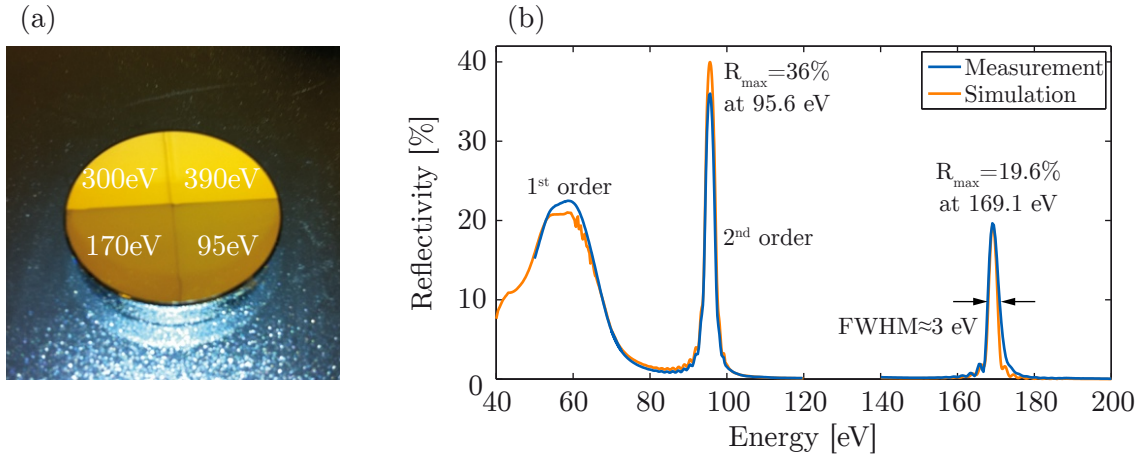 (a)
300eV 390eV
170eV 95eV
(b)
Reflectivity [%]
40
30
20
10
0
40 60 80 100 120 140 160 180 200
Energy [eV]
1st order
R_max=36%
at 95.6 eV
2nd order
Measurement
Simulation
R_max=19.6%
at 169.1 eV
FWHM≈3 eV